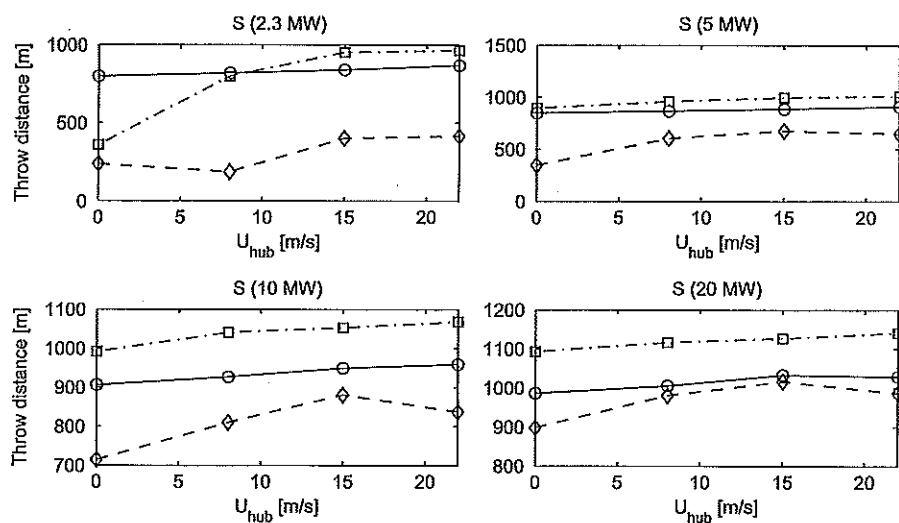 S (2.3 MW)
Throw distance [m]
1000
500
0
0 5 10 15 20
U_hub [m/s]
S (5 MW)
1500
1000
500
0
0 5 10 15 20
U_hub [m/s]
S (10 MW)
Throw distance [m]
1100
1000
900
800
700
0 5 10 15 20
U_hub [m/s]
S (20 MW)
1200
1100
1000
900
800
0 5 10 15 20
U_hub [m/s]